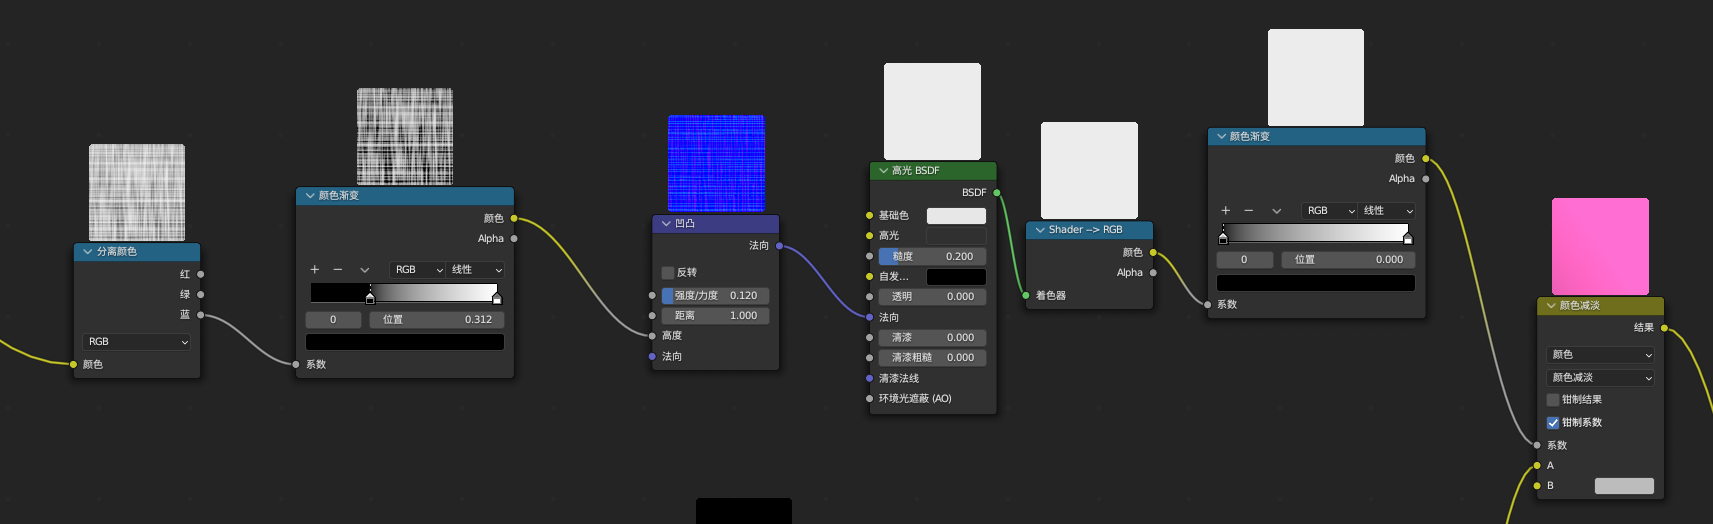 分离颜色
红
绿
蓝
RGB
颜色
颜色渐变
颜色
Alpha
RGB
线性
0
位置
0.312
系数
凹凸
法向
反转
强度/力度 0.120
距离 1.000
高度
法向
高光 BSDF
BSDF
基础色
高光
糙度 0.200
自发...
透明 0.000
法向
清漆 0.000
清漆粗糙 0.000
清漆法线
环境光遮蔽 (AO)
Shader --> RGB
颜色
Alpha
着色器
颜色渐变
颜色
Alpha
RGB
线性
0
位置
0.000
系数
颜色减淡
结果
颜色
颜色减淡
钳制结果
钳制系数
系数
A
B